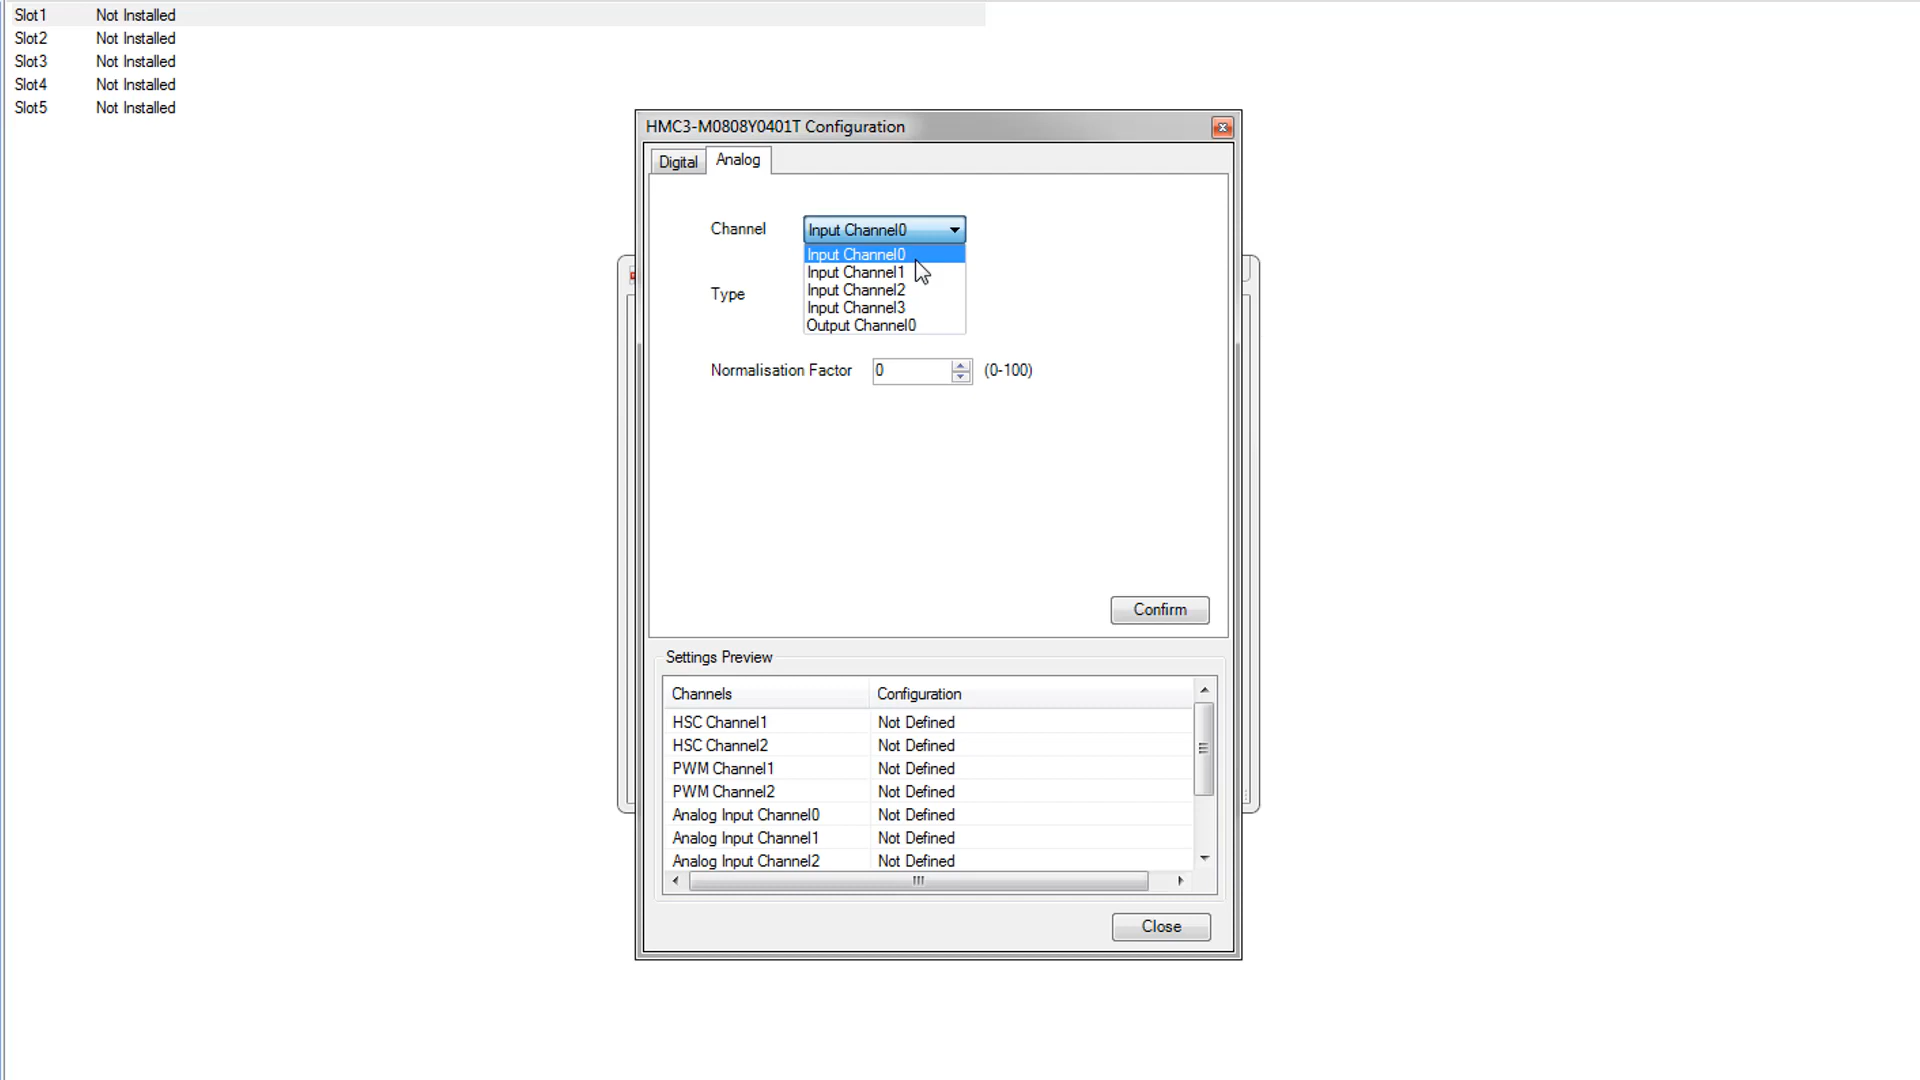 Slot1 Not Installed
Slot2 Not Installed
Slot3 Not Installed
Slot4 Not Installed
Slot5 Not Installed
HMC3-M0808Y0401T Configuration
Digital Analog
Channel Input Channel0
Input Channel0
Input Channel1
Type
Input Channel2
Input Channel3
Output Channel0
Normalisation Factor 0 (0-100)
Confirm
Settings Preview
Channels Configuration
HSC Channel1 Not Defined
HSC Channel2 Not Defined
PWM Channel1 Not Defined
PWM Channel2 Not Defined
Analog Input Channel0 Not Defined
Analog Input Channel1 Not Defined
Analog Input Channel2 Not Defined
Close